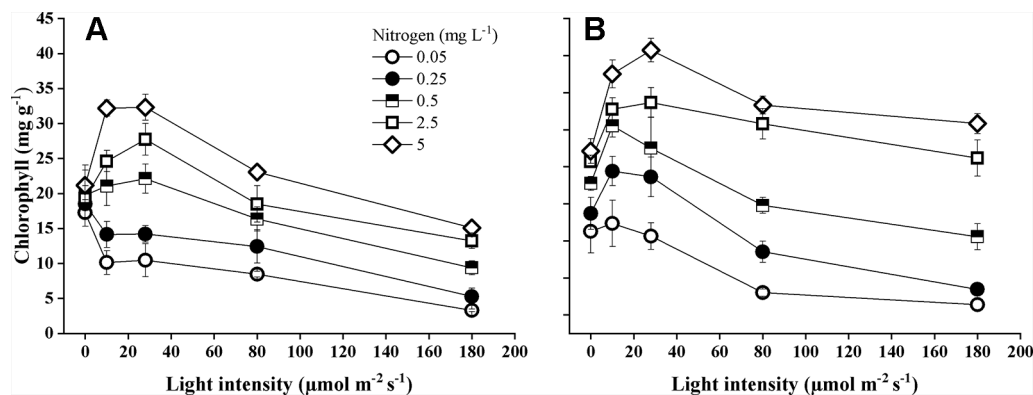 A
B
Nitrogen (mg L-1)
0.05
0.25
0.5
2.5
5
Chlorophyll (mg g-1)
45
40
35
30
25
20
15
10
5
0
0 20 40 60 80 100 120 140 160 180 200
0 20 40 60 80 100 120 140 160 180 200
Light intensity (μmol m-2 s-1)
Light intensity (μmol m-2 s-1)